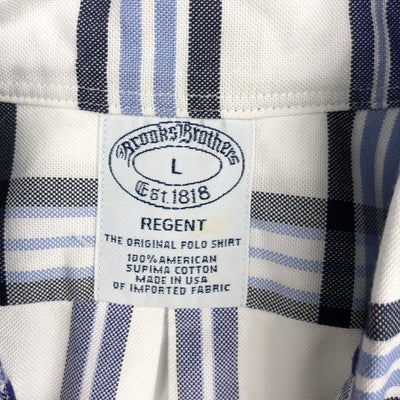 Brooks Brothers
L
Est. 1818
REGENT
THE ORIGINAL POLO SHIRT
100% AMERICAN
SUPIMA COTTON
MADE IN USA
OF IMPORTED FABRIC